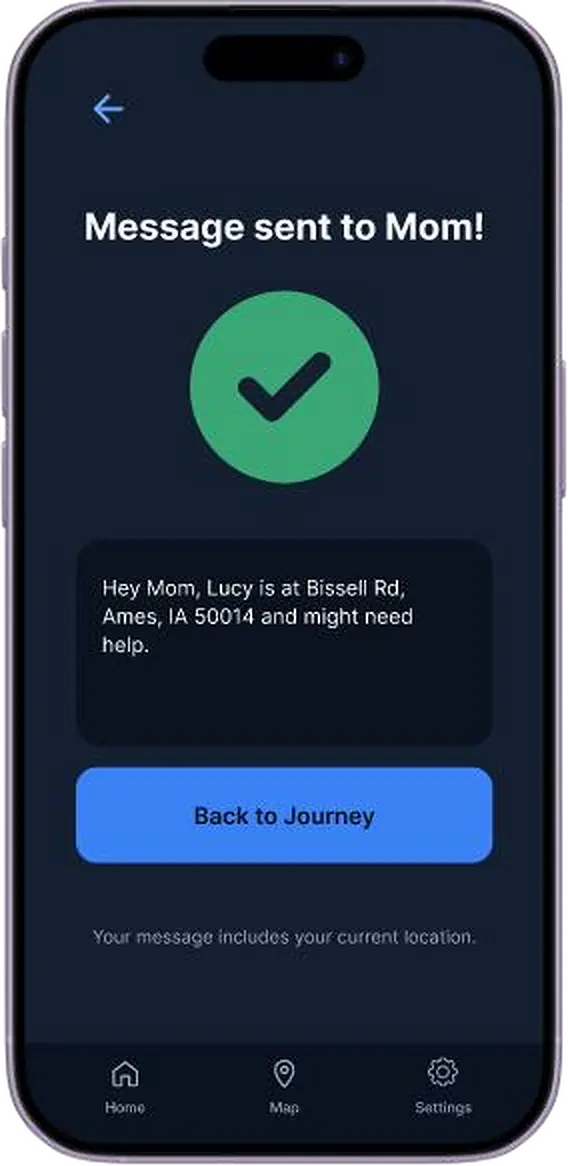 Message sent to Mom!
Hey Mom, Lucy is at Bissell Rd,
Ames, IA 50014 and might need
help.
Back to Journey
Your message includes your current location.
Home
Map
Settings